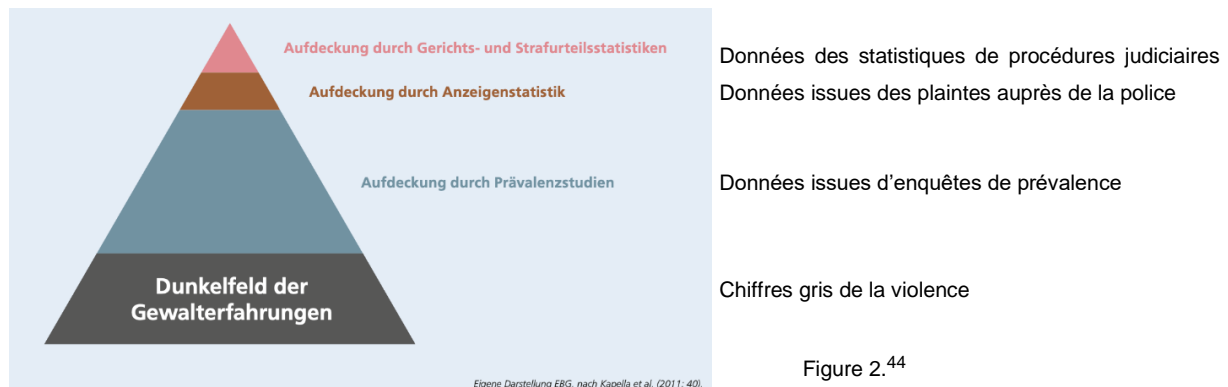 Aufdeckung durch Gerichts- und Strafurteilsstatistiken
Données des statistiques de procédures judiciaires
Aufdeckung durch Anzeigenstatistik
Données issues des plaintes auprès de la police
Aufdeckung durch Prävalenzstudien
Données issues d’enquêtes de prévalence
Dunkelfeld der
Gewalterfahrungen
Chiffres gris de la violence
Figure 2.44
Eigene Darstellung EBG, nach Kapella et al. (2011: 40).